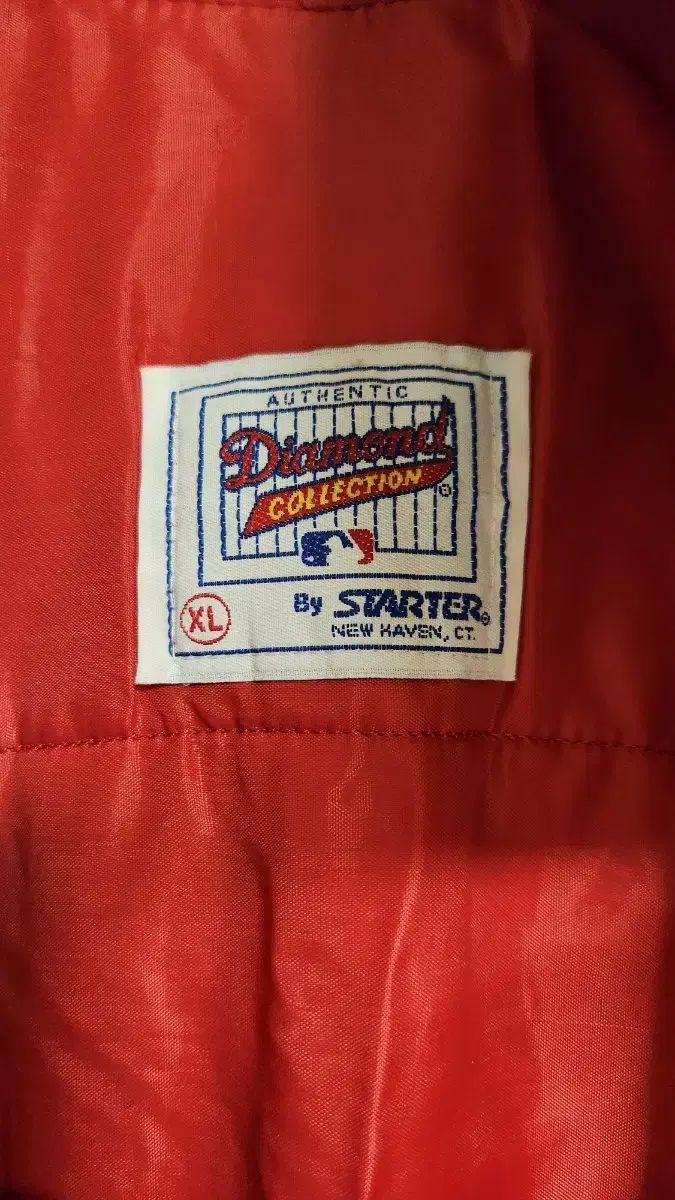 AUTHENTIC
Diamond
COLLECTION®
XL
By STARTER®
NEW HAVEN, CT.